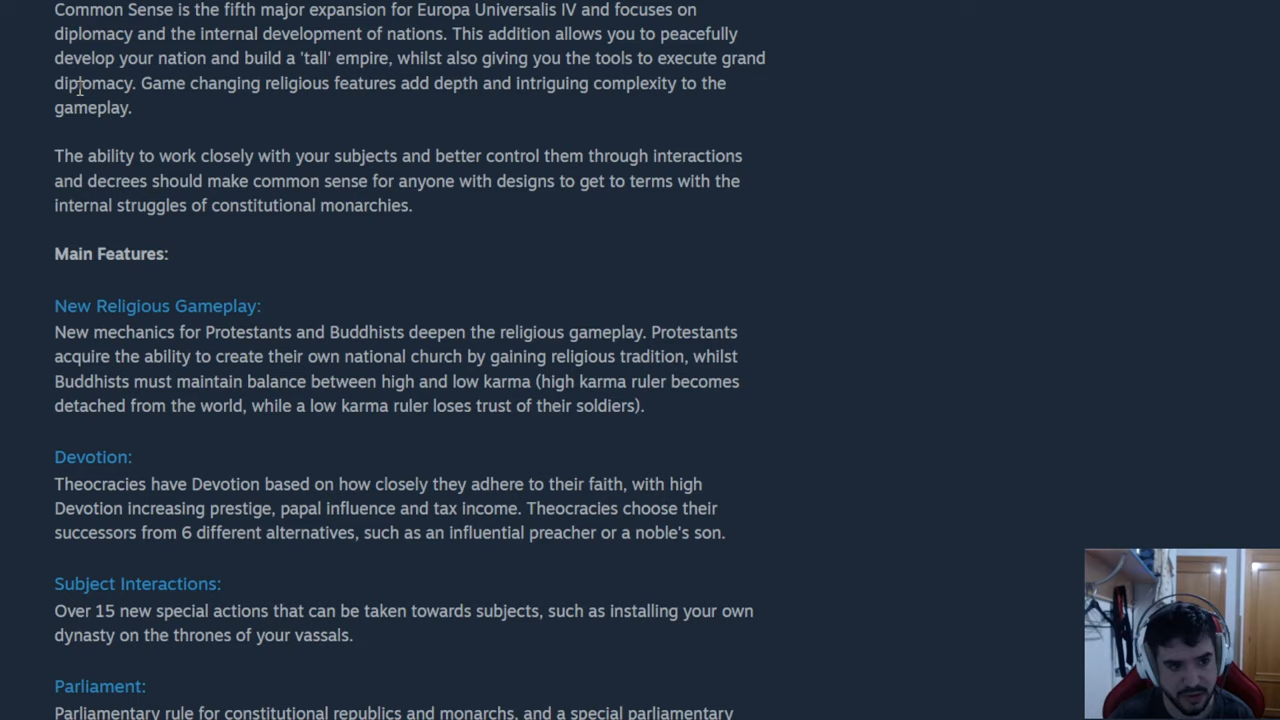 Common Sense is the fifth major expansion for Europa Universalis IV and focuses on
diplomacy and the internal development of nations. This addition allows you to peacefully
develop your nation and build a 'tall' empire, whilst also giving you the tools to execute grand
diplomacy. Game changing religious features add depth and intriguing complexity to the
gameplay.
The ability to work closely with your subjects and better control them through interactions
and decrees should make common sense for anyone with designs to get to terms with the
internal struggles of constitutional monarchies.
Main Features:
New Religious Gameplay:
New mechanics for Protestants and Buddhists deepen the religious gameplay. Protestants
acquire the ability to create their own national church by gaining religious tradition, whilst
Buddhists must maintain balance between high and low karma (high karma ruler becomes
detached from the world, while a low karma ruler loses trust of their soldiers).
Devotion:
Theocracies have Devotion based on how closely they adhere to their faith, with high
Devotion increasing prestige, papal influence and tax income. Theocracies choose their
successors from 6 different alternatives, such as an influential preacher or a noble's son.
Subject Interactions:
Over 15 new special actions that can be taken towards subjects, such as installing your own
dynasty on the thrones of your vassals.
Parliament:
Parliamentary rule for constitutional republics and monarchs, and a special parliamentary